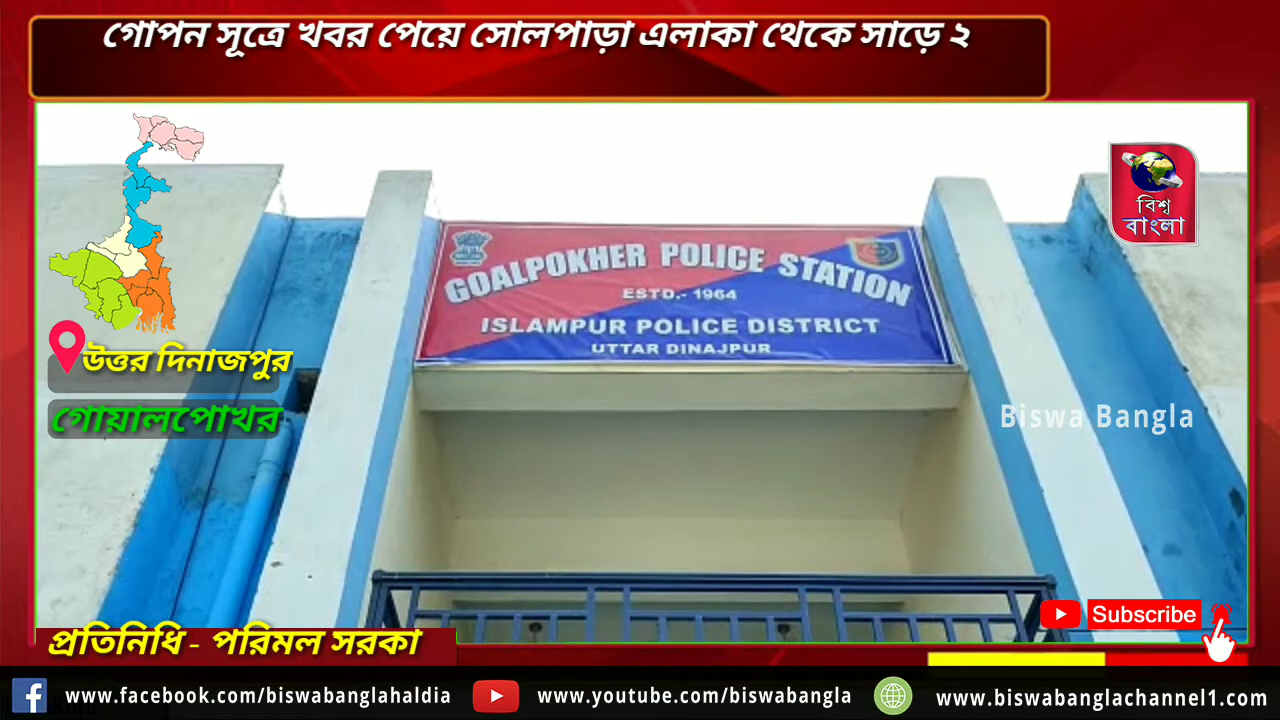 গোপন সূত্রে খবর পেয়ে সোলপাড়া এলাকা থেকে সাড়ে ২
বিশ্ব
বাংলা
GOALPOKHER POLICE STATION
ESTD.- 1964
ISLAMPUR POLICE DISTRICT
UTTAR DINAJPUR
উত্তর দিনাজপুর
গোয়ালপোখর
Biswa Bangla
Subscribe
প্রতিনিধি - পরিমল সরকা
www.facebook.com/biswabanglahaldia
www.youtube.com/biswabangla
www.biswabanglachannel1.com